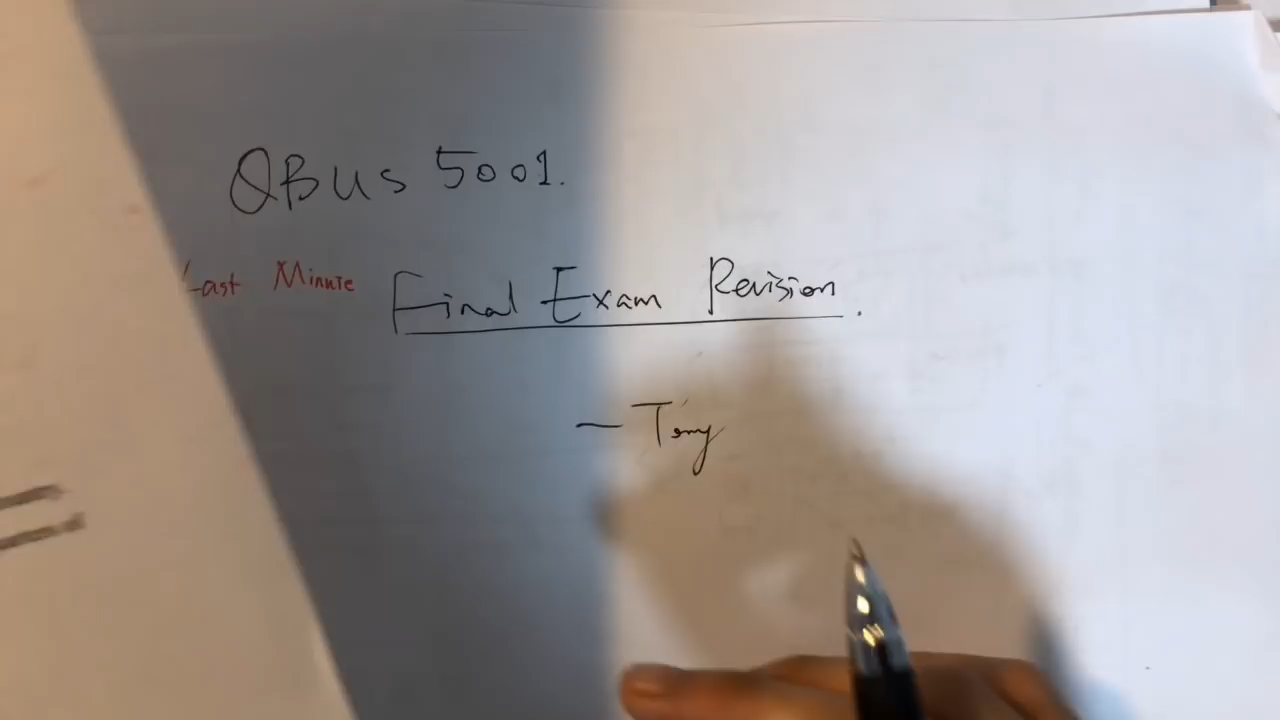 QBUS 5001.
Last Minute Final Exam Revision.
— Tony